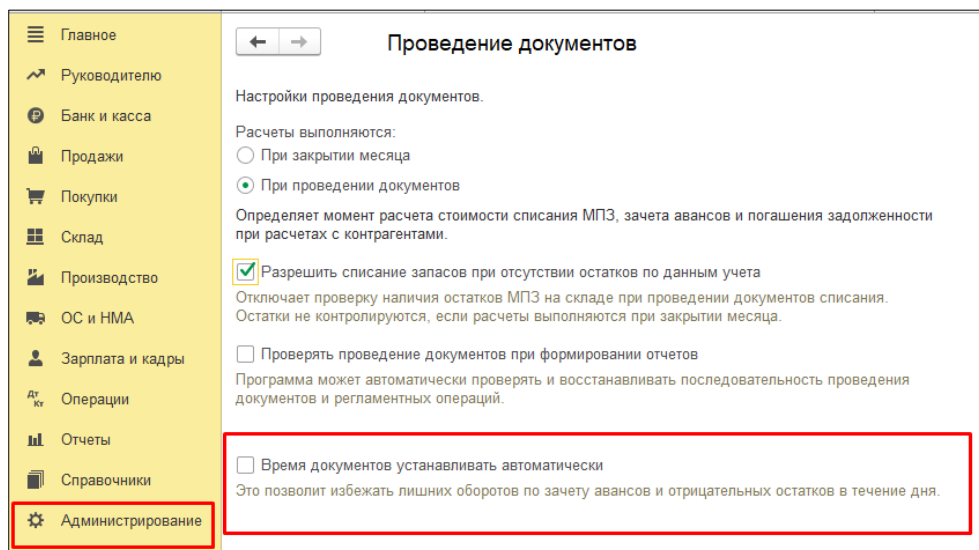 Главное
Руководителю
Банк и касса
Продажи
Покупки
Склад
Производство
ОС и НМА
Зарплата и кадры
Дт Кт Операции
Отчеты
Справочники
Администрирование
Проведение документов
Настройки проведения документов.
Расчеты выполняются:
При закрытии месяца
При проведении документов
Определяет момент расчета стоимости списания МПЗ, зачета авансов и погашения задолженности
при расчетах с контрагентами.
Разрешить списание запасов при отсутствии остатков по данным учета
Отключает проверку наличия остатков МПЗ на складе при проведении документов списания.
Остатки не контролируются, если расчеты выполняются при закрытии месяца.
Проверять проведение документов при формировании отчетов
Программа может автоматически проверять и восстанавливать последовательность проведения
документов и регламентных операций.
Время документов устанавливать автоматически
Это позволит избежать лишних оборотов по зачету авансов и отрицательных остатков в течение дня.